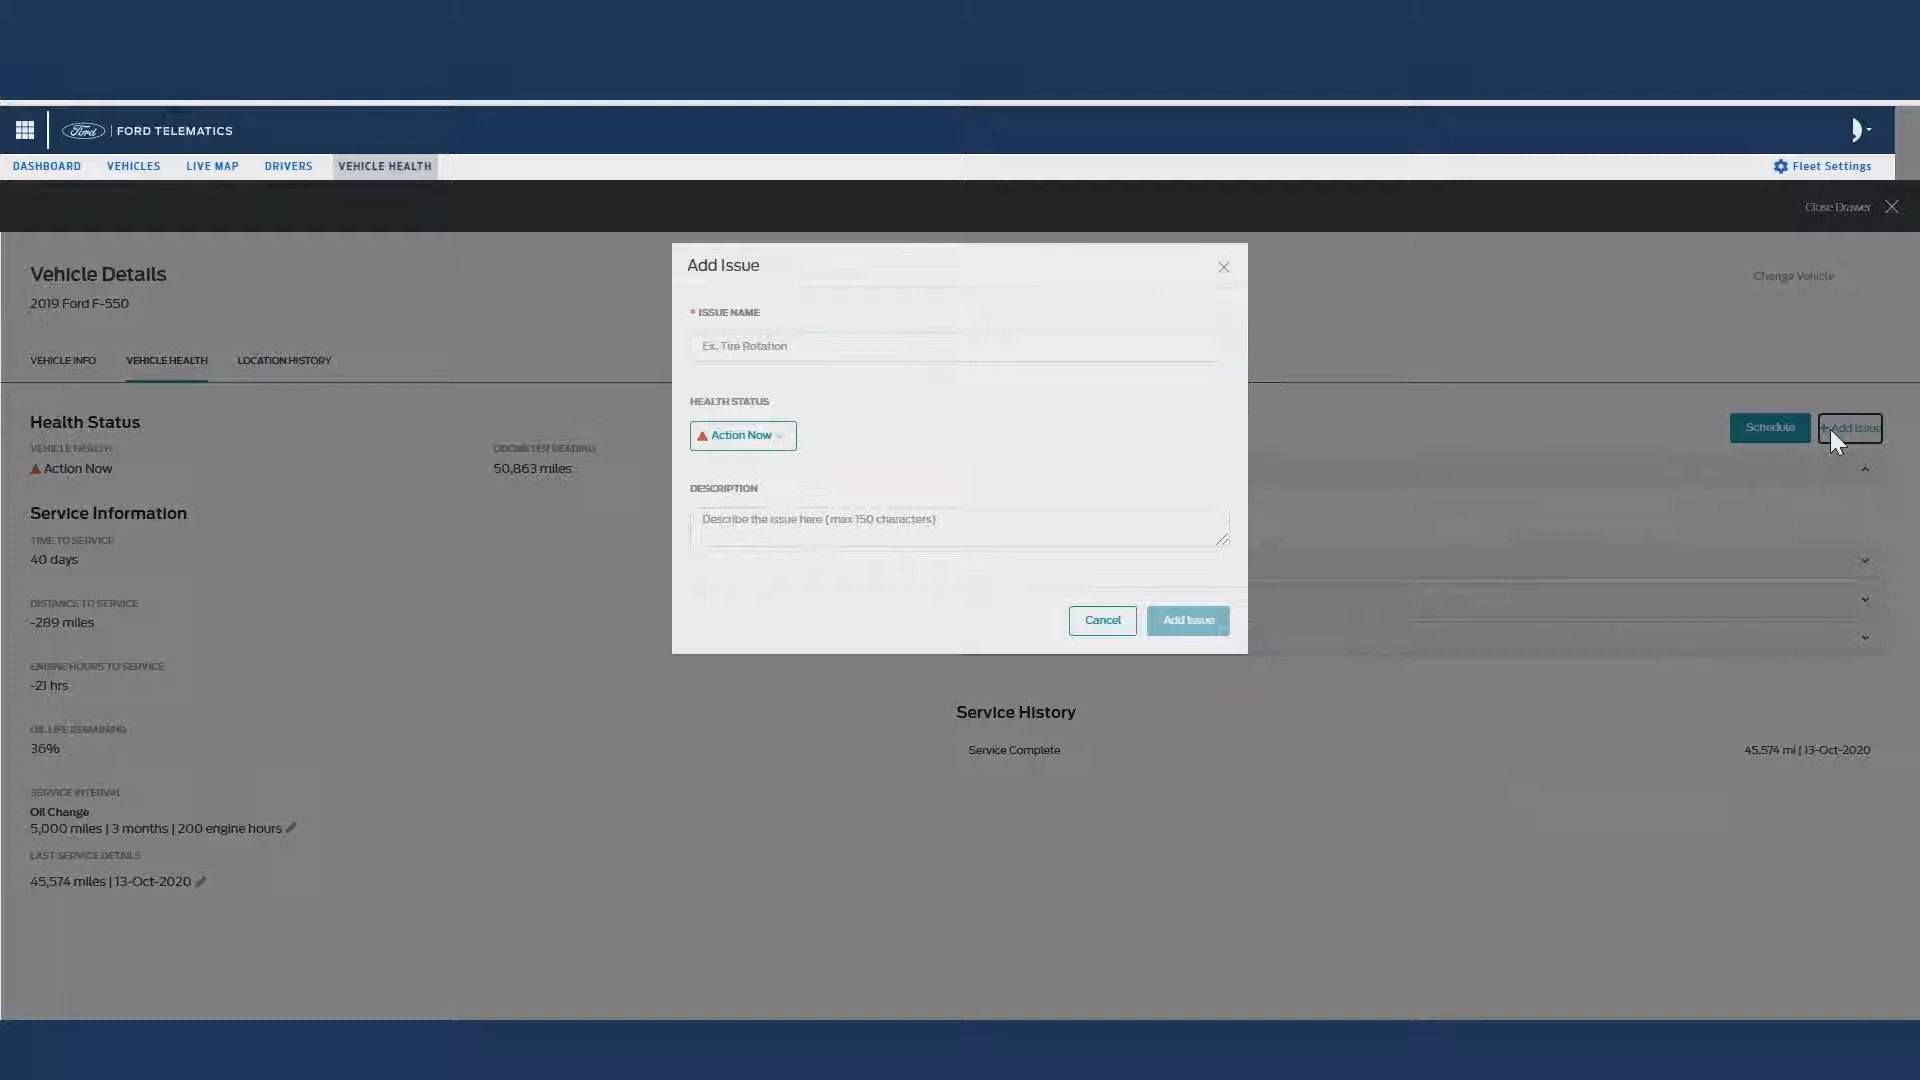 Ford | FORD TELEMATICS
DASHBOARD VEHICLES LIVE MAP DRIVERS VEHICLE HEALTH Fleet Settings
Close Drawer
Vehicle Details
Change Vehicle
2019 Ford F-550
VEHICLE INFO VEHICLE HEALTH LOCATION HISTORY
Health Status
VEHICLE HEALTH
ODOMETER READING
Action Now
50,863 miles
Schedule
+ Add Issue
Service Information
TIME TO SERVICE
40 days
DISTANCE TO SERVICE
-289 miles
ENGINE HOURS TO SERVICE
-21 hrs
OIL LIFE REMAINING
36%
SERVICE INTERVAL
Oil Change
5,000 miles | 3 months | 200 engine hours
LAST SERVICE DETAILS
45,574 miles | 13-Oct-2020
Add Issue
* ISSUE NAME
Ex. Tire Rotation
HEALTH STATUS
Action Now
DESCRIPTION
Describe the issue here (max 150 characters)
Cancel Add Issue
Service History
Service Complete 45,574 mi | 13-Oct-2020